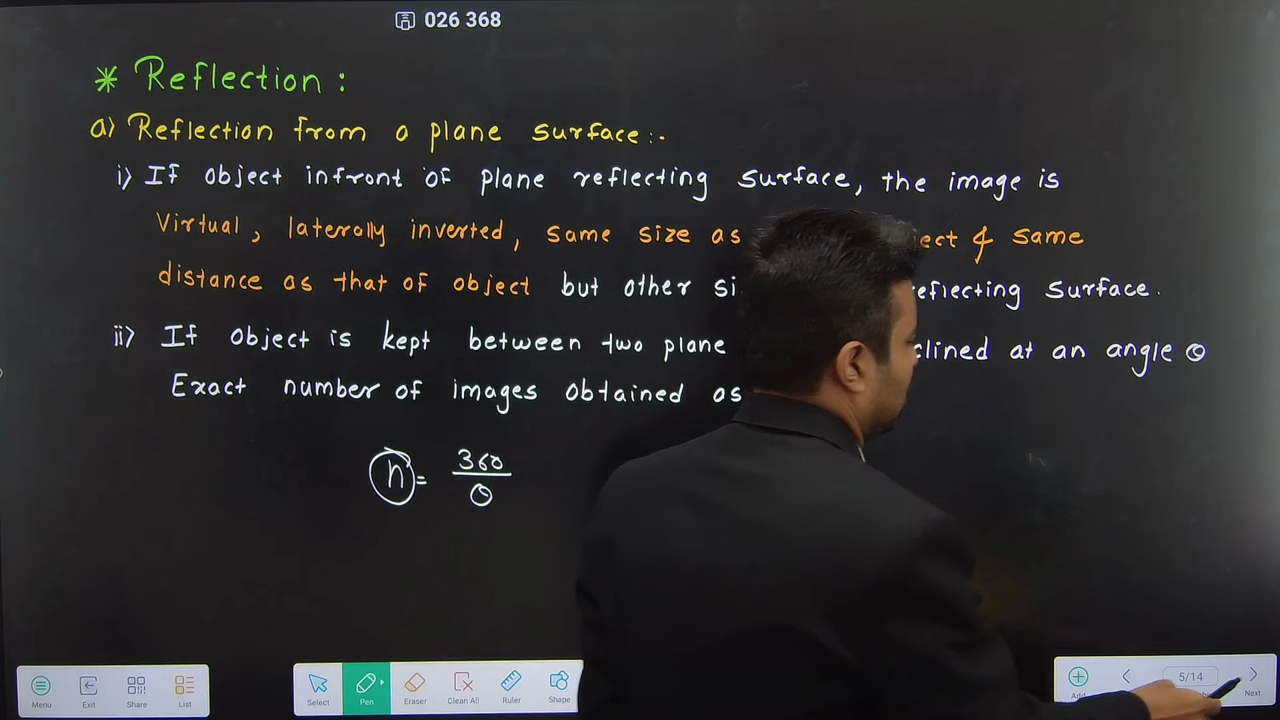 026 368
* Reflection :
a) Reflection from a plane surface:-
i) If object infront of plane reflecting surface, the image is
Virtual, laterally inverted, same size as ect & same
distance as that of object but other si eflecting surface.
ii) If object is kept between two plane clined at an angle θ
Exact number of images obtained as
n = 360/θ
Menu Exit Share List Select Pen Eraser Clean All Ruler Shape 5/14 Next